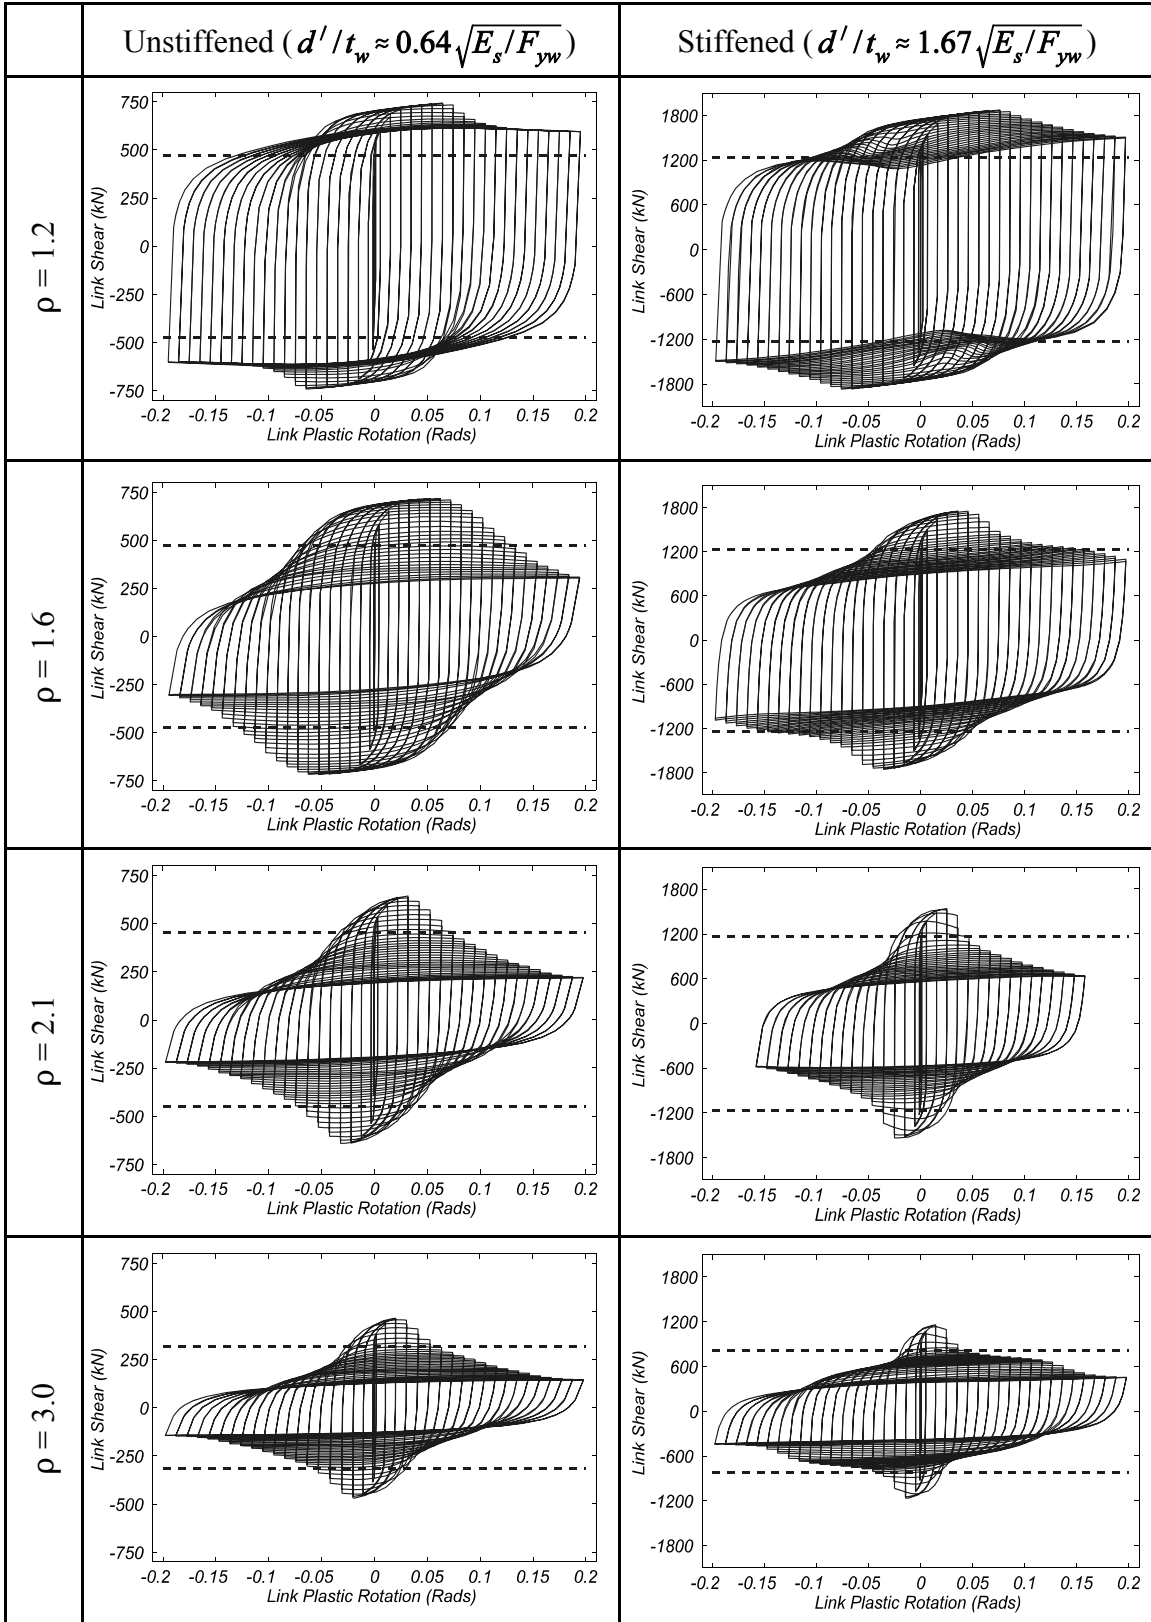 Unstiffened ( d′/t_w ≈ 0.64√E_s/F_yw )
Stiffened ( d′/t_w ≈ 1.67√E_s/F_yw )
ρ = 1.2
Link Shear (kN)
750
500
250
0
-250
-500
-750
-0.2 -0.15 -0.1 -0.05 0 0.05 0.1 0.15 0.2
Link Plastic Rotation (Rads)
Link Shear (kN)
1800
1200
600
0
-600
-1200
-1800
-0.2 -0.15 -0.1 -0.05 0 0.05 0.1 0.15 0.2
Link Plastic Rotation (Rads)
ρ = 1.6
Link Shear (kN)
750
500
250
0
-250
-500
-750
-0.2 -0.15 -0.1 -0.05 0 0.05 0.1 0.15 0.2
Link Plastic Rotation (Rads)
Link Shear (kN)
1800
1200
600
0
-600
-1200
-1800
-0.2 -0.15 -0.1 -0.05 0 0.05 0.1 0.15 0.2
Link Plastic Rotation (Rads)
ρ = 2.1
Link Shear (kN)
750
500
250
0
-250
-500
-750
-0.2 -0.15 -0.1 -0.05 0 0.05 0.1 0.15 0.2
Link Plastic Rotation (Rads)
Link Shear (kN)
1800
1200
600
0
-600
-1200
-1800
-0.2 -0.15 -0.1 -0.05 0 0.05 0.1 0.15 0.2
Link Plastic Rotation (Rads)
ρ = 3.0
Link Shear (kN)
750
500
250
0
-250
-500
-750
-0.2 -0.15 -0.1 -0.05 0 0.05 0.1 0.15 0.2
Link Plastic Rotation (Rads)
Link Shear (kN)
1800
1200
600
0
-600
-1200
-1800
-0.2 -0.15 -0.1 -0.05 0 0.05 0.1 0.15 0.2
Link Plastic Rotation (Rads)